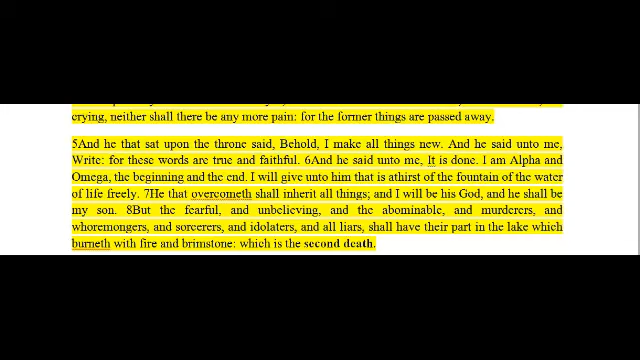 crying, neither shall there be any more pain: for the former things are passed away.
5And he that sat upon the throne said, Behold, I make all things new. And he said unto me,
Write: for these words are true and faithful. 6And he said unto me, It is done. I am Alpha and
Omega, the beginning and the end. I will give unto him that is athirst of the fountain of the water
of life freely. 7He that overcometh shall inherit all things; and I will be his God, and he shall be
my son. 8But the fearful, and unbelieving, and the abominable, and murderers, and
whoremongers, and sorcerers, and idolaters, and all liars, shall have their part in the lake which
burneth with fire and brimstone: which is the second death.